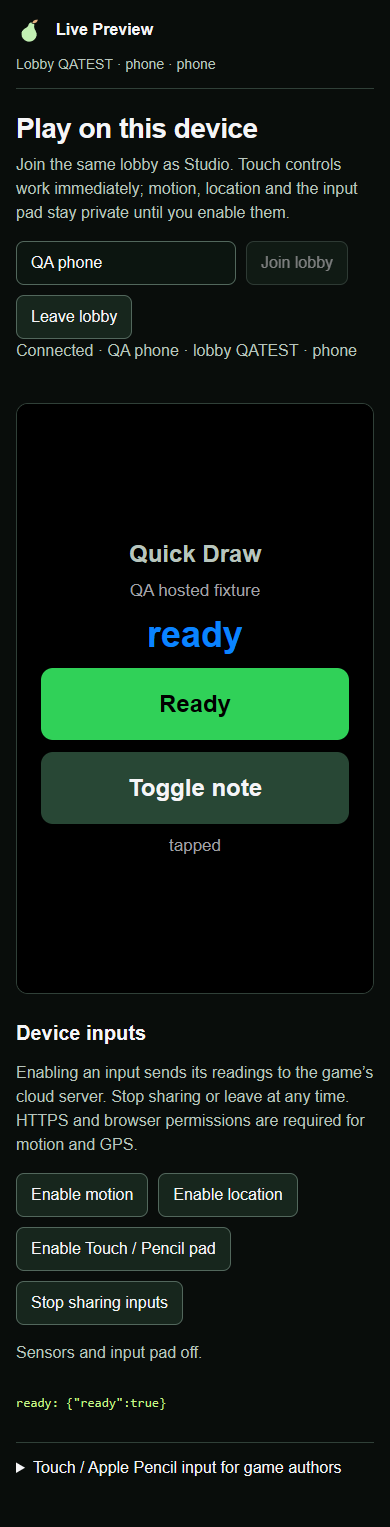 Live Preview
Lobby QATEST · phone · phone
Play on this device
Join the same lobby as Studio. Touch controls
work immediately; motion, location and the input
pad stay private until you enable them.
QA phone
Join lobby
Leave lobby
Connected · QA phone · lobby QATEST · phone
Quick Draw
QA hosted fixture
ready
Ready
Toggle note
tapped
Device inputs
Enabling an input sends its readings to the game’s
cloud server. Stop sharing or leave at any time.
HTTPS and browser permissions are required for
motion and GPS.
Enable motion
Enable location
Enable Touch / Pencil pad
Stop sharing inputs
Sensors and input pad off.
ready: {"ready":true}
Touch / Apple Pencil input for game authors